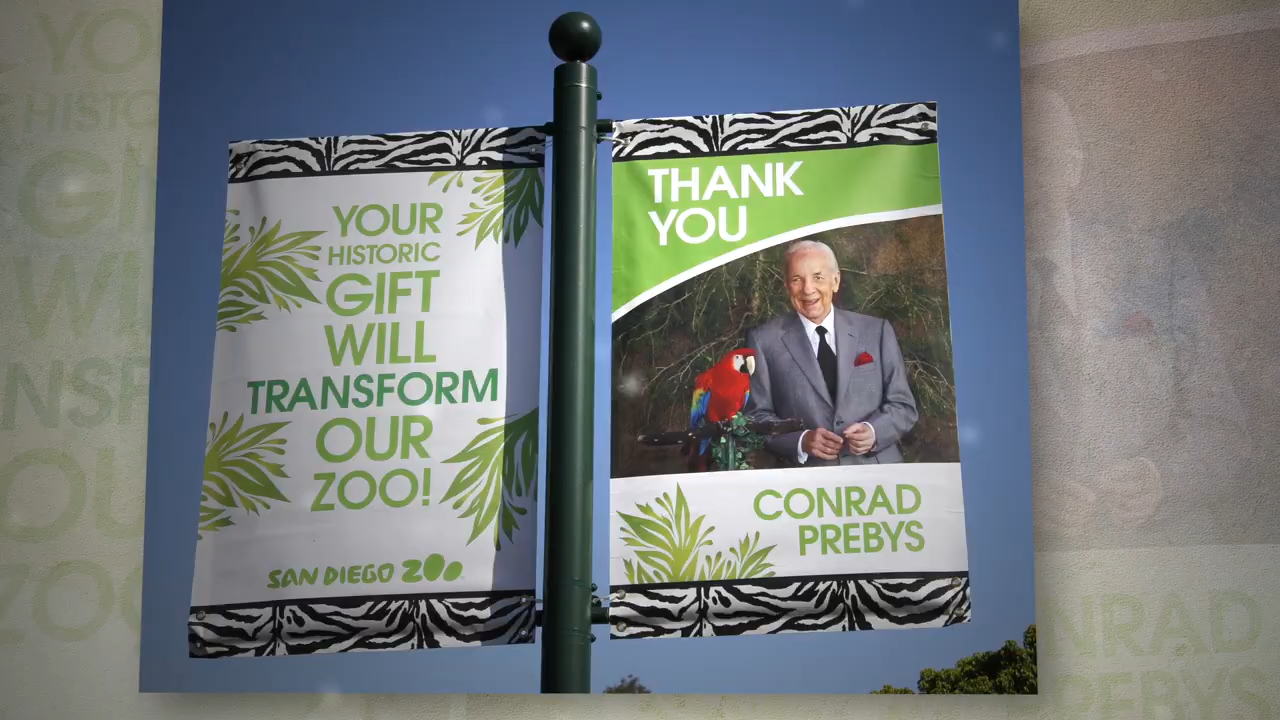 YOUR
HISTORIC
GIFT
WILL
TRANSFORM
OUR
ZOO!
SAN DIEGO ZOO
THANK
YOU
CONRAD
PREBYS